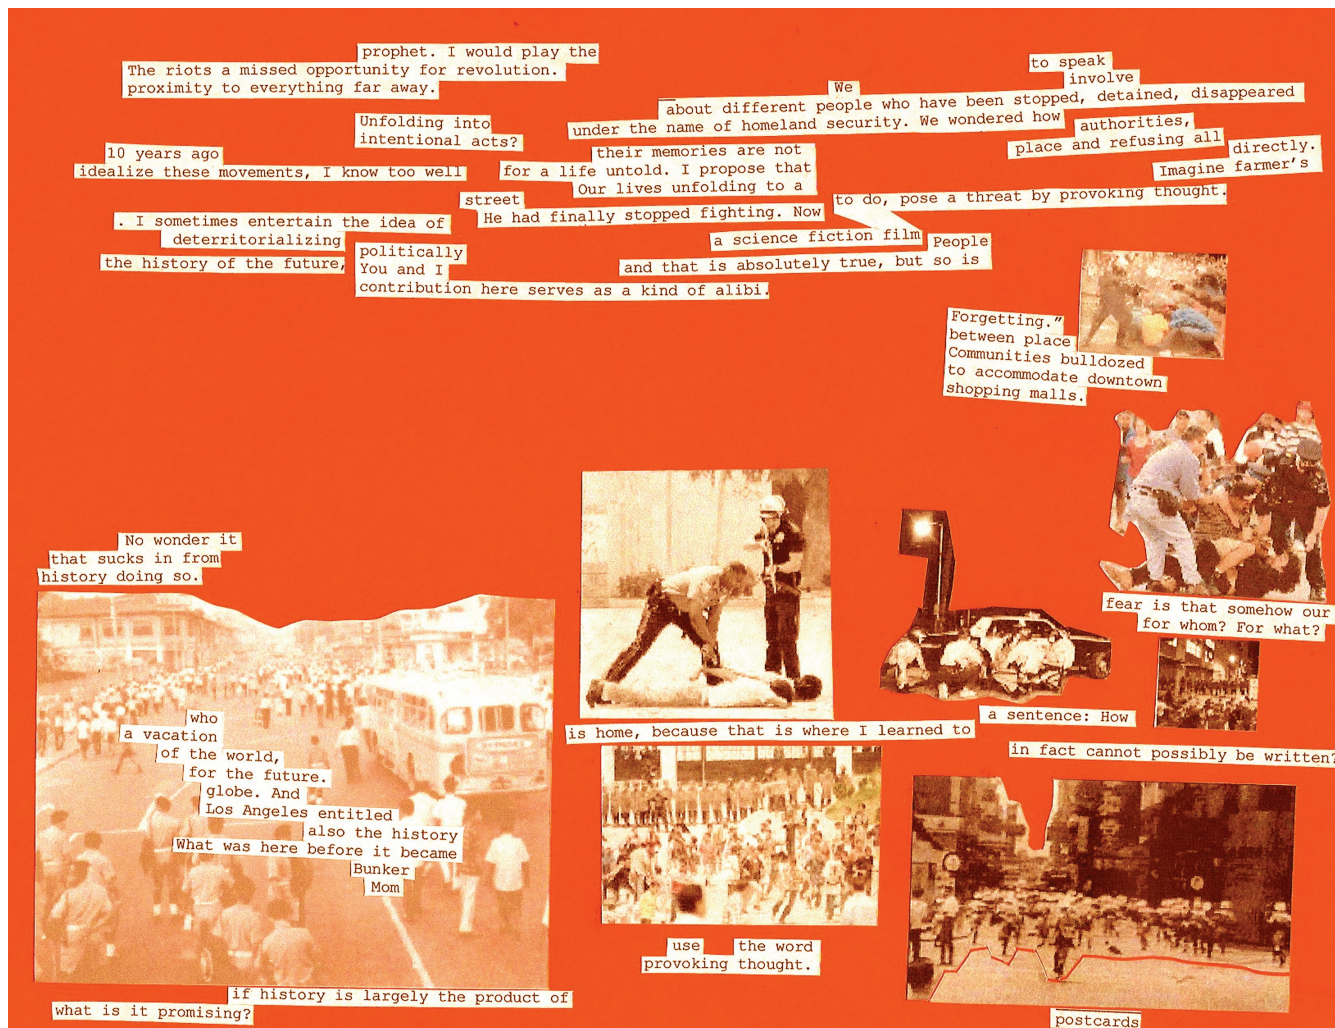 prophet. I would play the
The riots a missed opportunity for revolution.
proximity to everything far away.
Unfolding into
intentional acts?
10 years ago
idealize these movements, I know too well
to speak
involve
We
about different people who have been stopped, detained, disappeared
under the name of homeland security. We wondered how
authorities,
place and refusing all
directly.
Imagine farmer's
their memories are not
for a life untold. I propose that
Our lives unfolding to a
street
He had finally stopped fighting. Now
to do, pose a threat by provoking thought.
. I sometimes entertain the idea of
deterritorializing
the history of the future,
politically
You and I
contribution here serves as a kind of alibi.
a science fiction film
People
and that is absolutely true, but so is
Forgetting."
between place
Communities bulldozed
to accommodate downtown
shopping malls.
No wonder it
that sucks in from
history doing so.
fear is that somehow our
for whom? For what?
who
a vacation
of the world,
for the future.
globe. And
Los Angeles entitled
also the history
What was here before it became
Bunker
Mom
is home, because that is where I learned to
a sentence: How
in fact cannot possibly be written?
use the word
provoking thought.
if history is largely the product of
what is it promising?
postcards